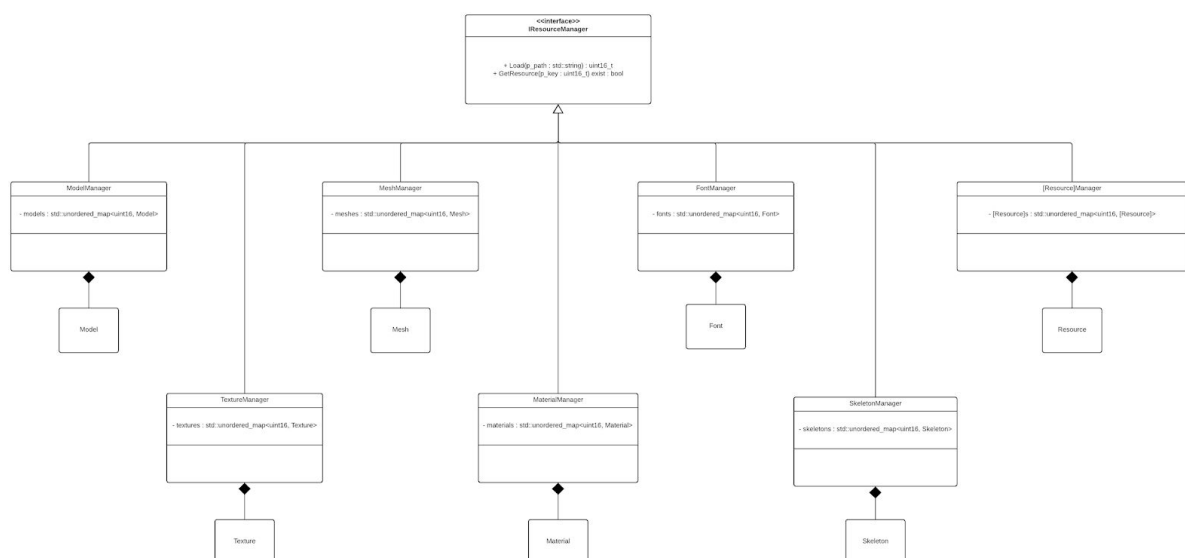 <<interface>>
IResourceManager
+ Load(p_path : std::string) : uint16_t
+ GetResource(p_key : uint16_t) exist : bool
ModelManager
- models : std::unordered_map<uint16, Model>
Model
MeshManager
- meshes : std::unordered_map<uint16, Mesh>
Mesh
FontManager
- fonts : std::unordered_map<uint16, Font>
Font
[Resource]Manager
- [Resource]s : std::unordered_map<uint16, [Resource]>
Resource
TextureManager
- textures : std::unordered_map<uint16, Texture>
Texture
MaterialManager
- materials : std::unordered_map<uint16, Material>
Material
SkeletonManager
- skeletons : std::unordered_map<uint16, Skeleton>
Skeleton